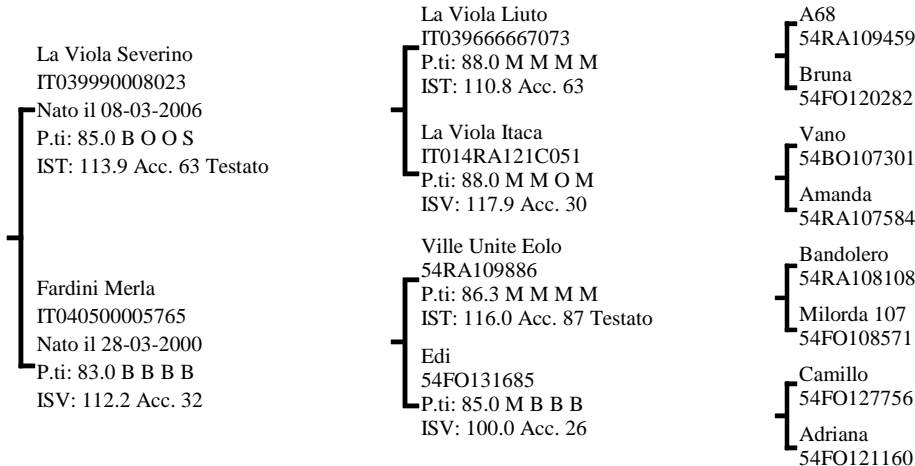 La Viola Severino
IT039990008023
Nato il 08-03-2006
P.ti: 85.0 B O O S
IST: 113.9 Acc. 63 Testato
Fardini Merla
IT040500005765
Nato il 28-03-2000
P.ti: 83.0 B B B B
ISV: 112.2 Acc. 32
La Viola Liuto
IT039666667073
P.ti: 88.0 M M M M
IST: 110.8 Acc. 63
La Viola Itaca
IT014RA121C051
P.ti: 88.0 M M O M
ISV: 117.9 Acc. 30
Ville Unite Eolo
54RA109886
P.ti: 86.3 M M M M
IST: 116.0 Acc. 87 Testato
Edi
54FO131685
P.ti: 85.0 M B B B
ISV: 100.0 Acc. 26
A68
54RA109459
Bruna
54FO120282
Vano
54BO107301
Amanda
54RA107584
Bandolero
54RA108108
Milorda 107
54FO108571
Camillo
54FO127756
Adriana
54FO121160